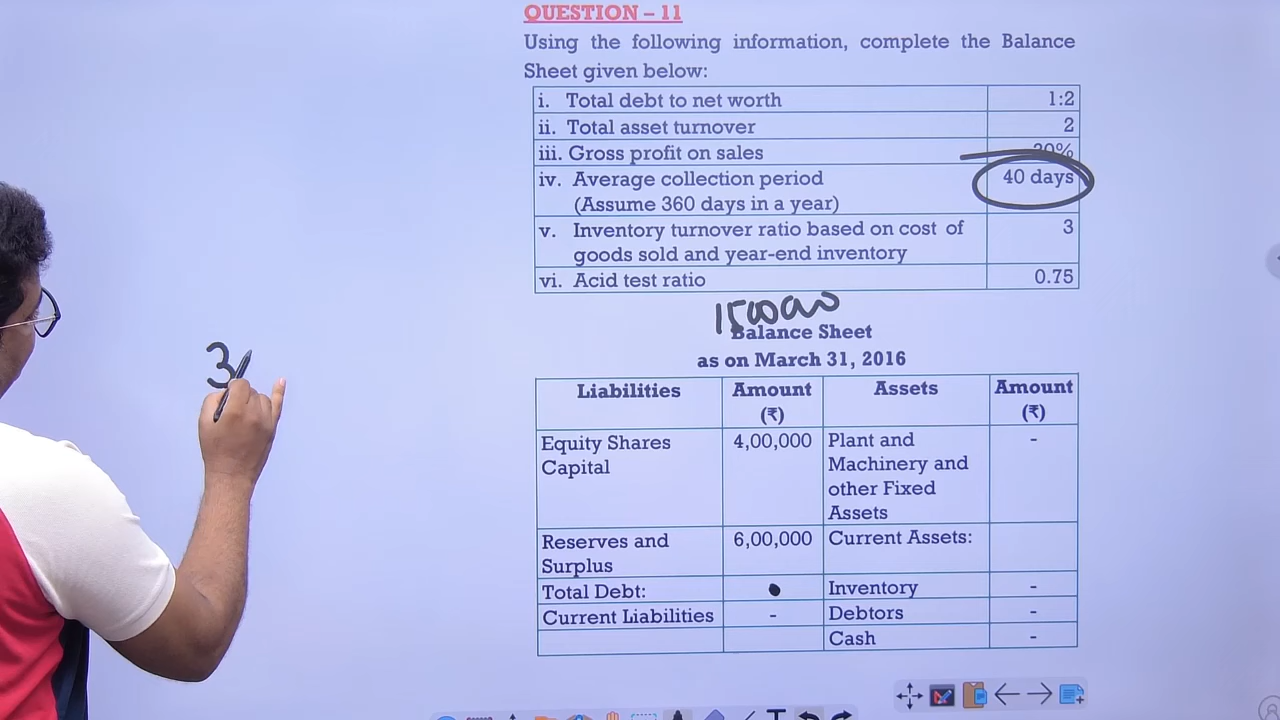 QUESTION – 11
Using the following information, complete the Balance
Sheet given below:
i. Total debt to net worth 1:2
ii. Total asset turnover 2
iii. Gross profit on sales 30%
iv. Average collection period 40 days
(Assume 360 days in a year)
v. Inventory turnover ratio based on cost of 3
goods sold and year-end inventory
vi. Acid test ratio 0.75
1500000
Balance Sheet
as on March 31, 2016
Liabilities Amount Assets Amount
(₹) (₹)
Equity Shares 4,00,000 Plant and -
Capital Machinery and
other Fixed
Assets
Reserves and 6,00,000 Current Assets:
Surplus
Total Debt: Inventory -
Current Liabilities - Debtors -
Cash -
3
T